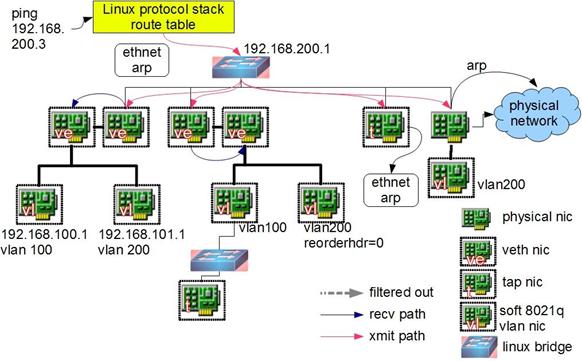 ping
192.168.
200.3
Linux protocol stack
route table
192.168.200.1
ethnet
arp
arp
physical
network
ve
ve
ve
ve
t
ethnet
arp
vl
vlan200
vl
vl
vl
vl
192.168.100.1
vlan 100
192.168.101.1
vlan 200
vlan100
vlan200
reorderhdr=0
t
filtered out
recv path
xmit path
physical nic
ve
veth nic
t
tap nic
vl
soft 8021q
vlan nic
linux bridge